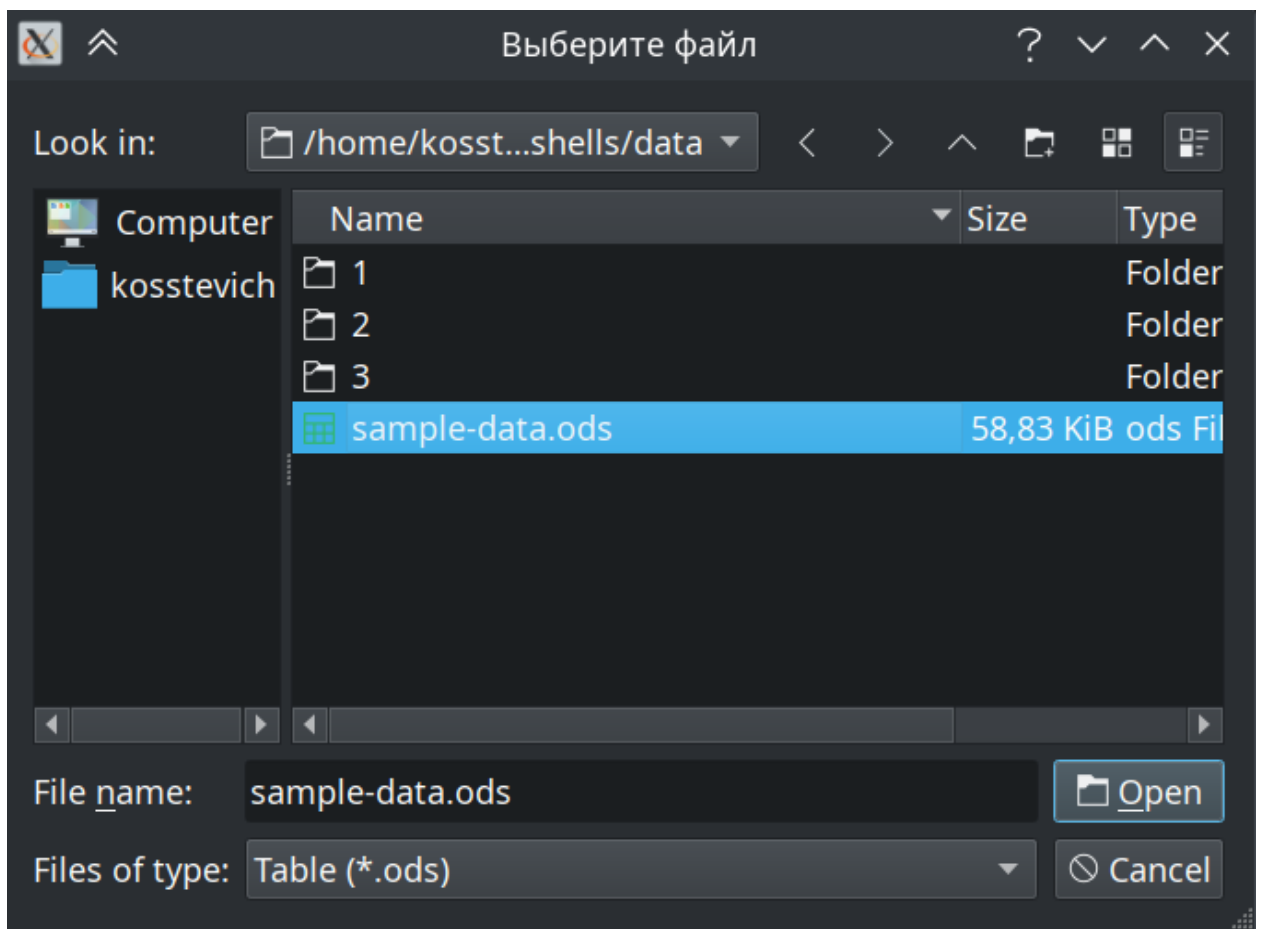 Выберите файл
Look in: /home/kosst...shells/data
Computer
kosstevich
Name Size Type
1 Folder
2 Folder
3 Folder
sample-data.ods 58,83 KiB ods Fil
File name: sample-data.ods Open
Files of type: Table (*.ods) Cancel